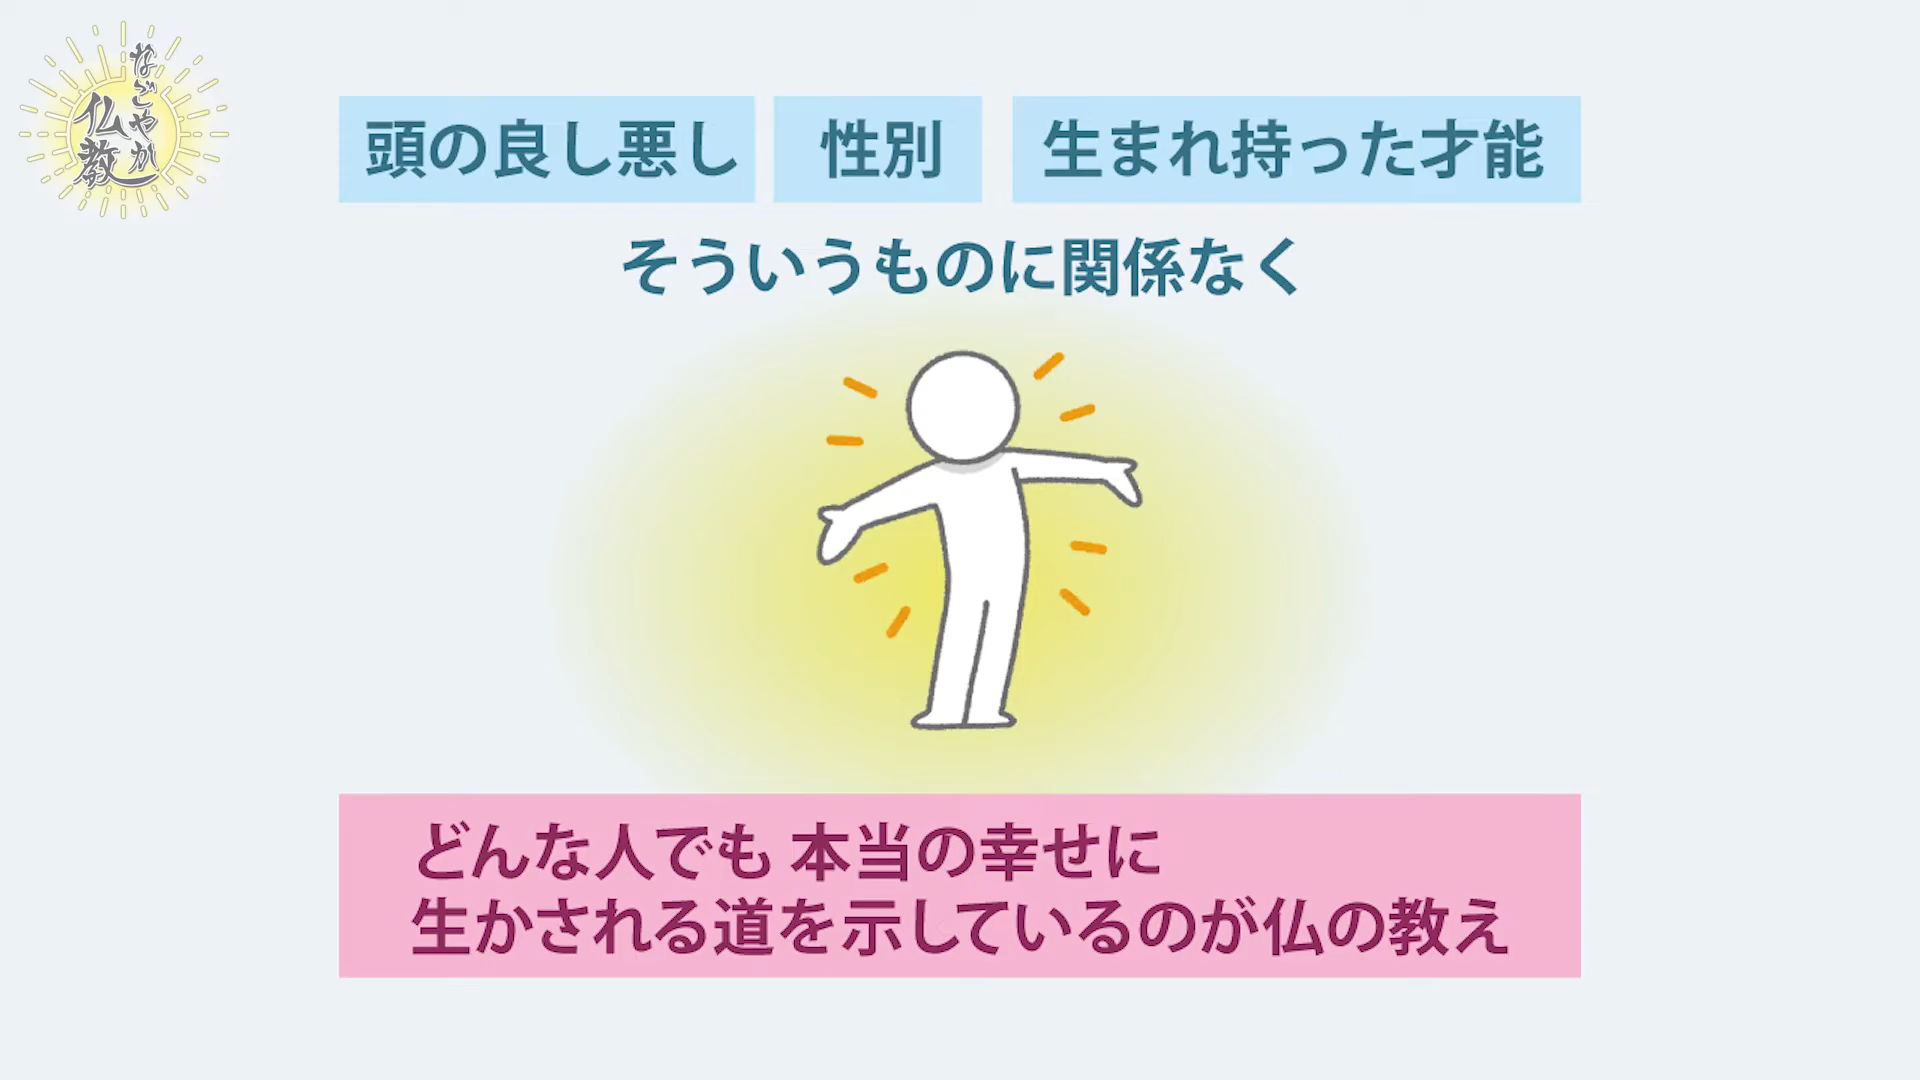 なごやか
仏教
頭の良し悪し 性別 生まれ持った才能
そういうものに関係なく
どんな人でも 本当の幸せに
生かされる道を示しているのが仏の教え